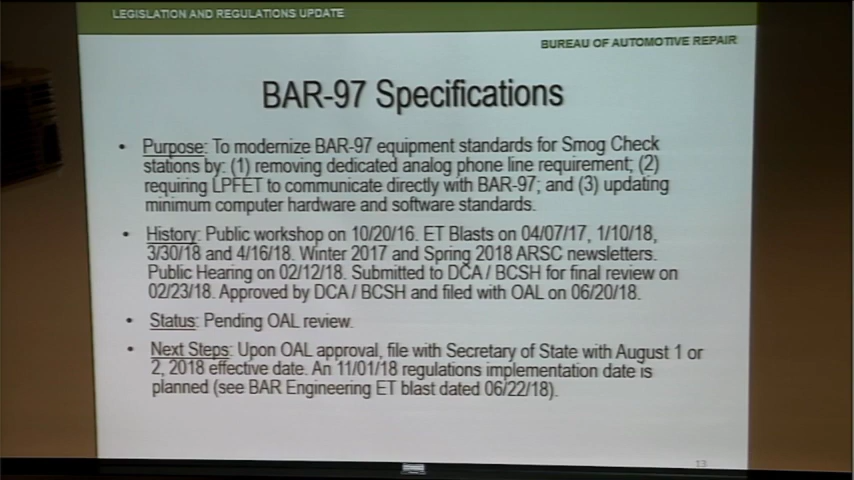 LEGISLATION AND REGULATIONS UPDATE
BUREAU OF AUTOMOTIVE REPAIR
BAR-97 Specifications
• Purpose: To modernize BAR-97 equipment standards for Smog Check
stations by: (1) removing dedicated analog phone line requirement; (2)
requiring LPFET to communicate directly with BAR-97; and (3) updating
minimum computer hardware and software standards.
• History: Public workshop on 10/20/16. ET Blasts on 04/07/17, 1/10/18,
3/30/18 and 4/16/18. Winter 2017 and Spring 2018 ARSC newsletters.
Public Hearing on 02/12/18. Submitted to DCA / BCSH for final review on
02/23/18. Approved by DCA / BCSH and filed with OAL on 06/20/18.
• Status: Pending OAL review.
• Next Steps: Upon OAL approval, file with Secretary of State with August 1 or
2, 2018 effective date. An 11/01/18 regulations implementation date is
planned (see BAR Engineering ET blast dated 06/22/18).
13